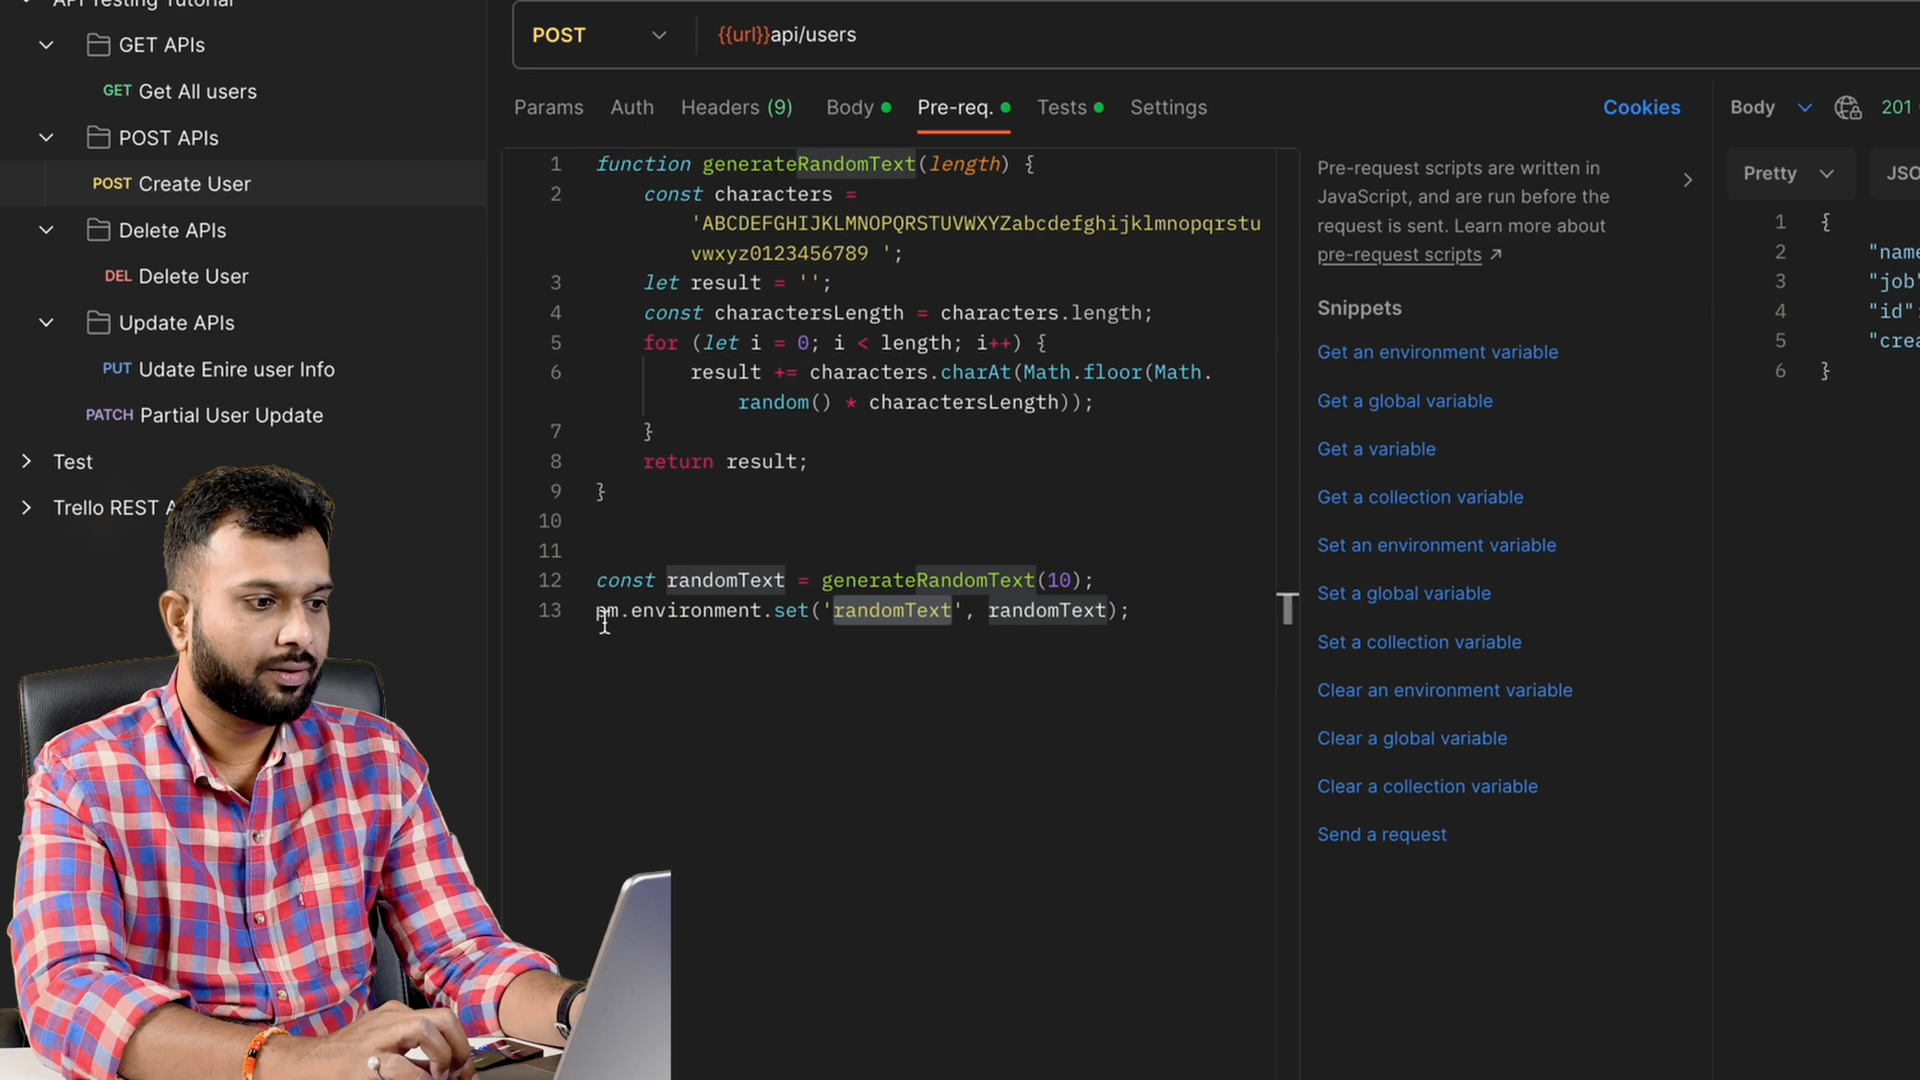 API Testing Tutorial
GET APIs
GET Get All users
POST APIs
POST Create User
Delete APIs
DEL Delete User
Update APIs
PUT Udate Enire user Info
PATCH Partial User Update
Test
Trello REST A
POST
{{url}}api/users
Params Auth Headers (9) Body Pre-req. Tests Settings
Cookies
1 function generateRandomText(length) {
2 const characters =
'ABCDEFGHIJKLMNOPQRSTUVWXYZabcdefghijklmnopqrstu
vwxyz0123456789 ';
3 let result = '';
4 const charactersLength = characters.length;
5 for (let i = 0; i < length; i++) {
6 result += characters.charAt(Math.floor(Math.
random() * charactersLength));
7 }
8 return result;
9 }
10
11
12 const randomText = generateRandomText(10);
13 pm.environment.set('randomText', randomText);
Pre-request scripts are written in
JavaScript, and are run before the
request is sent. Learn more about
pre-request scripts ↗
Snippets
Get an environment variable
Get a global variable
Get a variable
Get a collection variable
Set an environment variable
Set a global variable
Set a collection variable
Clear an environment variable
Clear a global variable
Clear a collection variable
Send a request
Body 201
Pretty JSO
1 {
2 "name
3 "job"
4 "id":
5 "crea
6 }